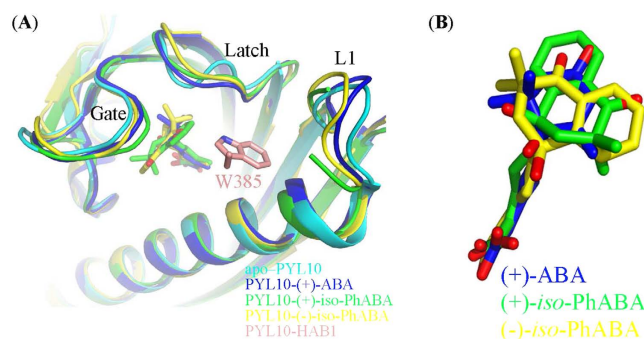 (A)
Latch
L1
Gate
W385
apo-PYL10
PYL10-(+)-ABA
PYL10-(+)-iso-PhABA
PYL10-(-)-iso-PhABA
PYL10-HAB1
(B)
(+)-ABA
(+)-iso-PhABA
(-)-iso-PhABA